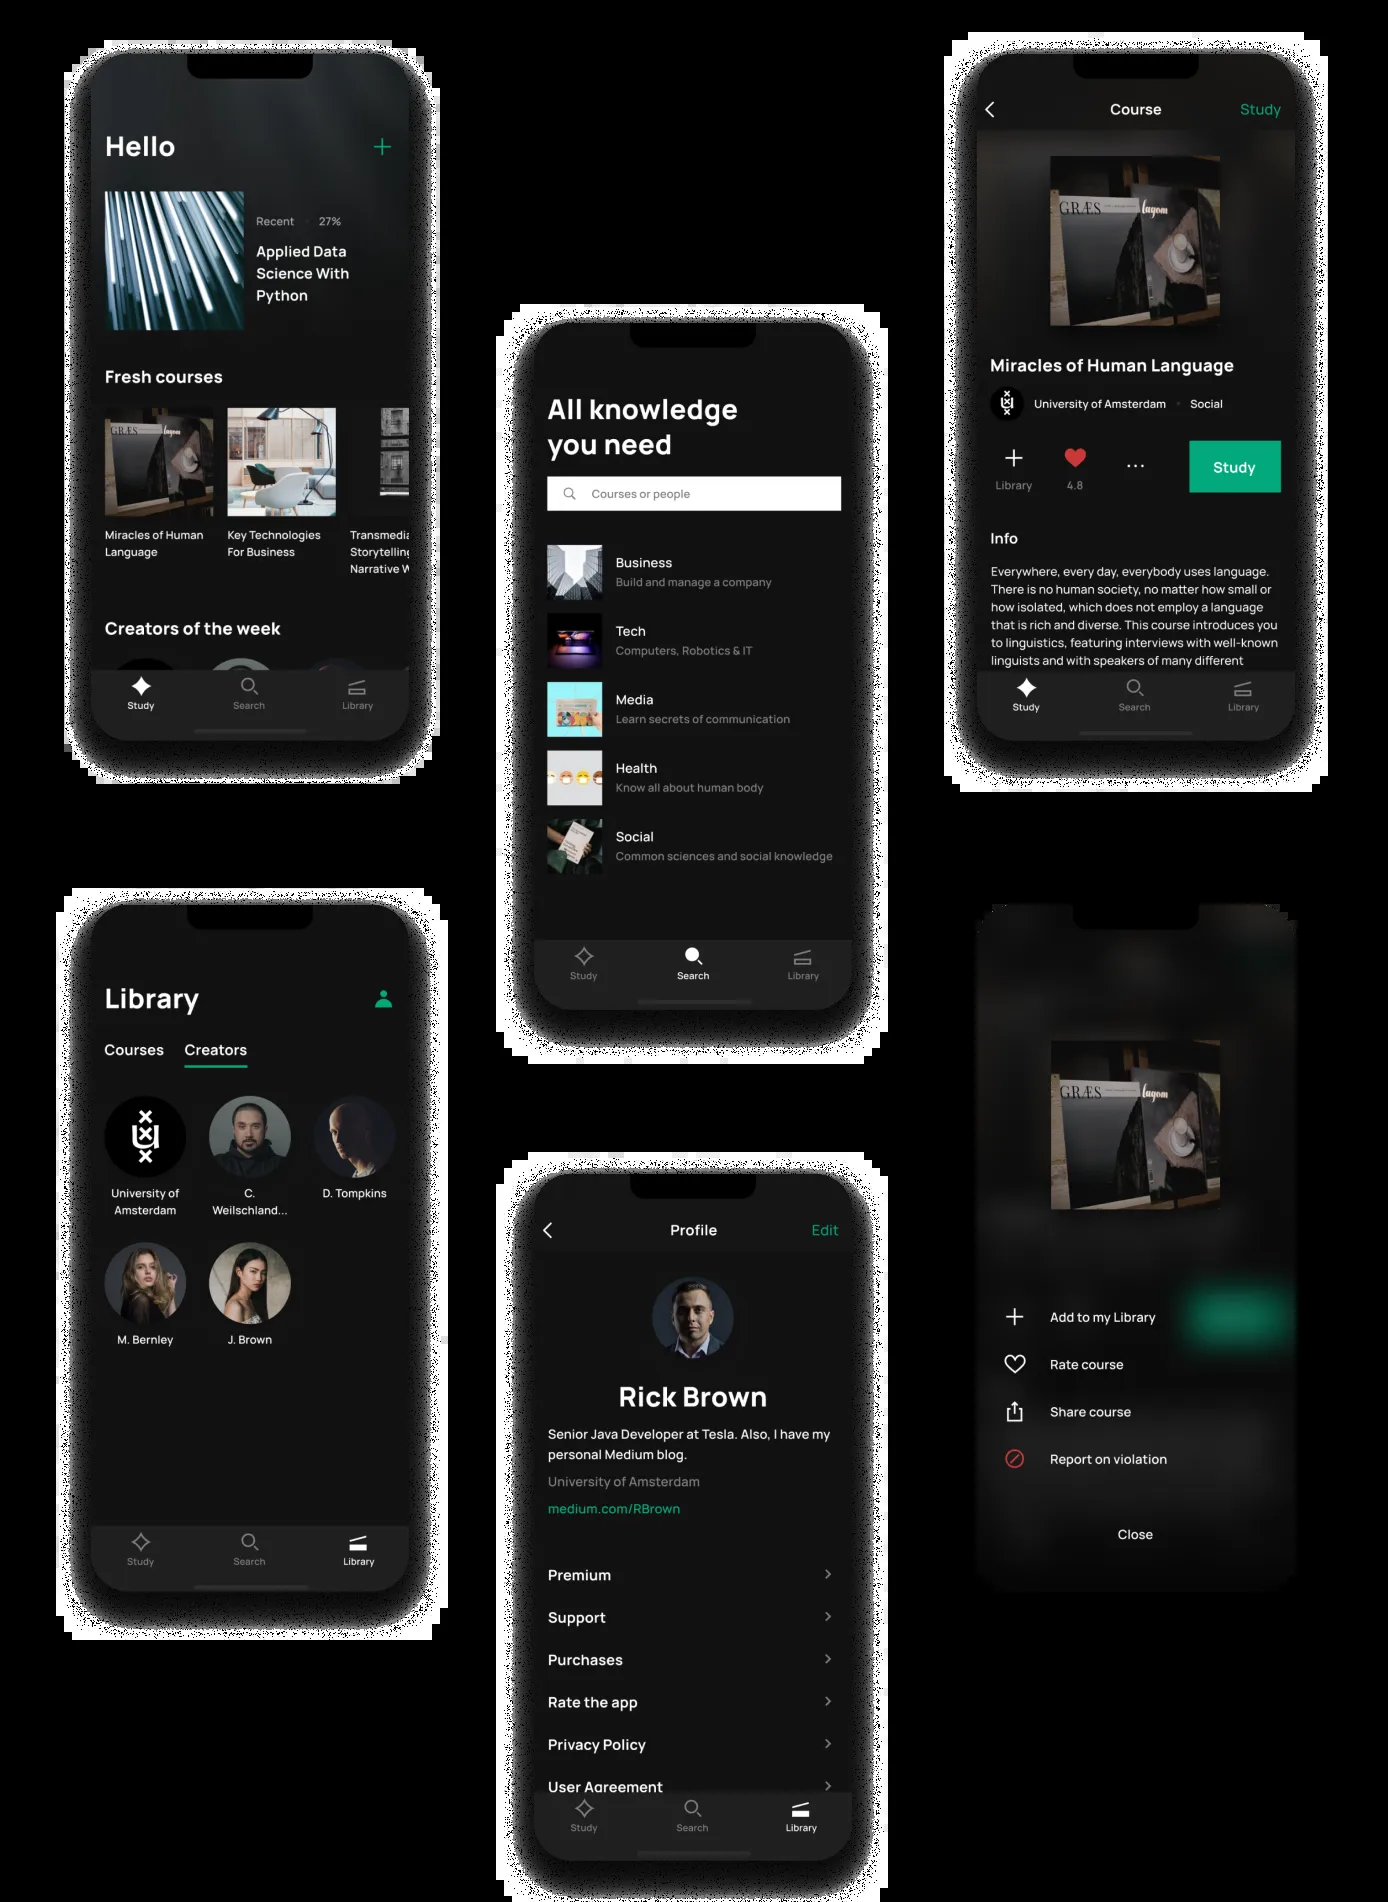 Hello
Recent
27%
Applied Data
Science With
Python
Fresh courses
GRÆS
lagom
Miracles of Human
Language
Key Technologies
For Business
Transmedia
Storytelling
Narrative W
Creators of the week
Study
Search
Library
All knowledge
you need
Courses or people
Business
Build and manage a company
Tech
Computers, Robotics & IT
Media
Learn secrets of communication
Health
Know all about human body
Social
Common sciences and social knowledge
Study
Search
Library
Course
Study
GRÆS
lagom
Miracles of Human Language
University of Amsterdam
Social
Library
4.8
Study
Info
Everywhere, every day, everybody uses language.
There is no human society, no matter how small or
how isolated, which does not employ a language
that is rich and diverse. This course introduces you
to linguistics, featuring interviews with well-known
linguists and with speakers of many different
Study
Search
Library
Library
Courses
Creators
University of
Amsterdam
C.
Weilschland...
D. Tompkins
M. Bernley
J. Brown
Study
Search
Library
Profile
Edit
Rick Brown
Senior Java Developer at Tesla. Also, I have my
personal Medium blog.
University of Amsterdam
medium.com/RBrown
Premium
Support
Purchases
Rate the app
Privacy Policy
User Agreement
Study
Search
Library
GRÆS
lagom
Add to my Library
Rate course
Share course
Report on violation
Close